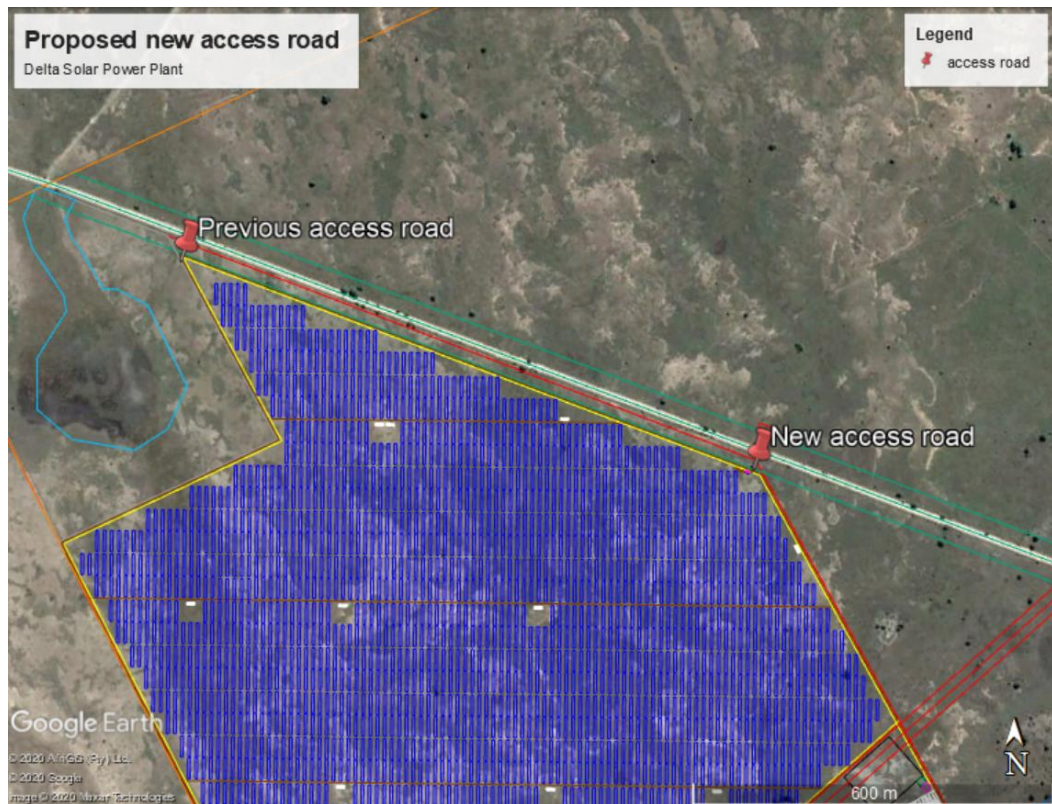 Proposed new access road
Delta Solar Power Plant
Legend
access road
Previous access road
New access road
Google Earth
© 2020 AfriGIS (Pty) Ltd.
© 2020 Google
Image © 2020 Maxar Technologies
N
600 m